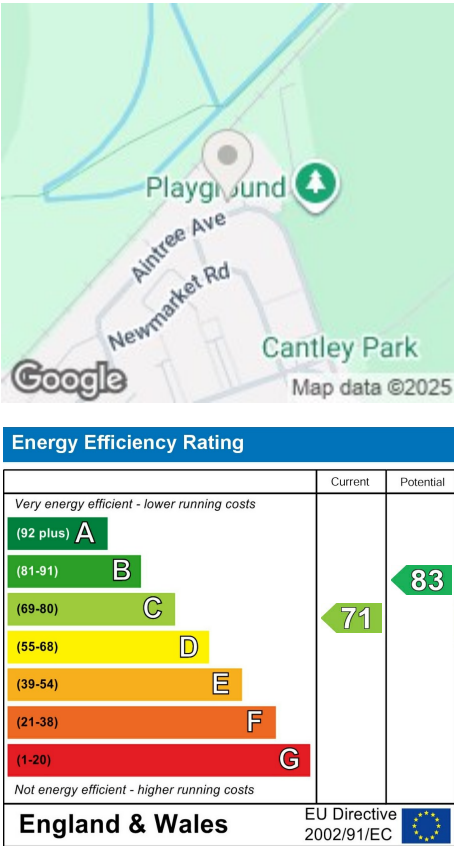 Playground
Aintree Ave
Newmarket Rd
Cantley Park
Google
Map data ©2025
Energy Efficiency Rating
Current
Potential
Very energy efficient - lower running costs
(92 plus) A
(81-91) B
83
(69-80) C
71
(55-68) D
(39-54) E
(21-38) F
(1-20) G
Not energy efficient - higher running costs
England & Wales
EU Directive
2002/91/EC